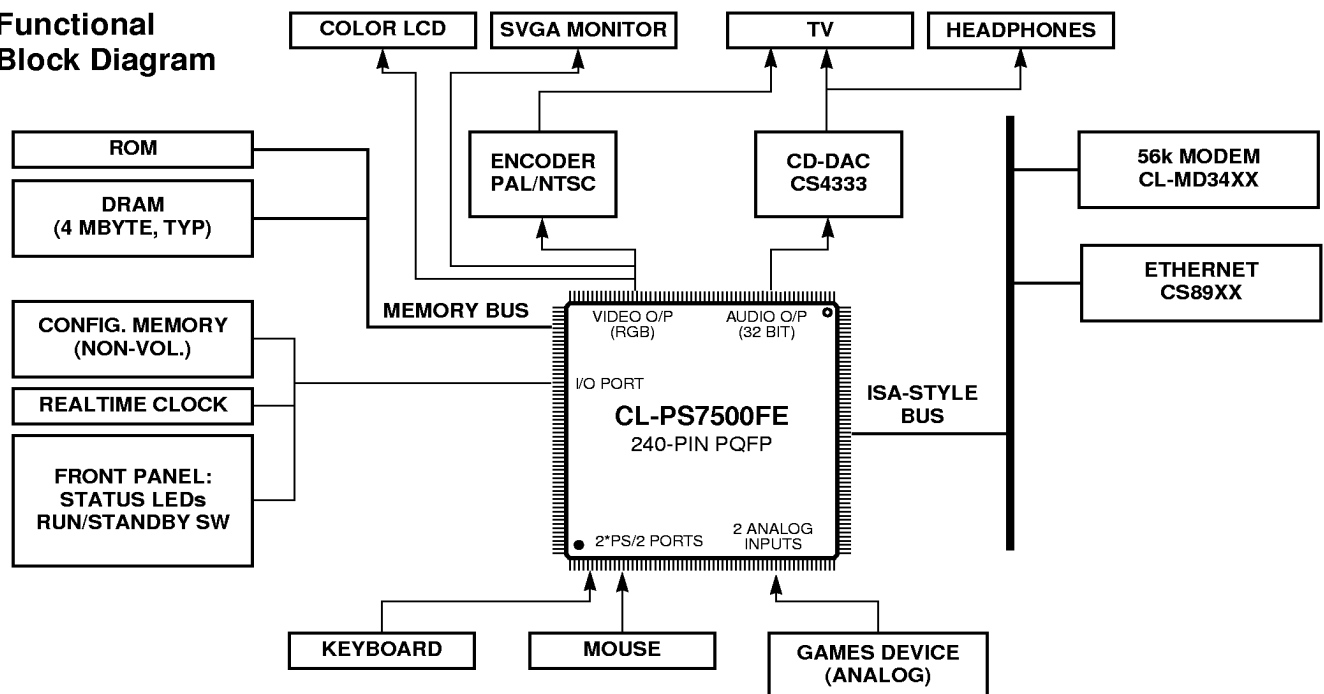 Functional
Block Diagram
COLOR LCD
SVGA MONITOR
TV
HEADPHONES
ROM
DRAM
(4 MBYTE, TYP)
ENCODER
PAL/NTSC
CD-DAC
CS4333
56k MODEM
CL-MD34XX
ETHERNET
CS89XX
CONFIG. MEMORY
(NON-VOL.)
REALTIME CLOCK
FRONT PANEL:
STATUS LEDs
RUN/STANDBY SW
MEMORY BUS
VIDEO O/P
(RGB)
AUDIO O/P
(32 BIT)
I/O PORT
CL-PS7500FE
240-PIN PQFP
ISA-STYLE
BUS
2*PS/2 PORTS
2 ANALOG
INPUTS
KEYBOARD
MOUSE
GAMES DEVICE
(ANALOG)